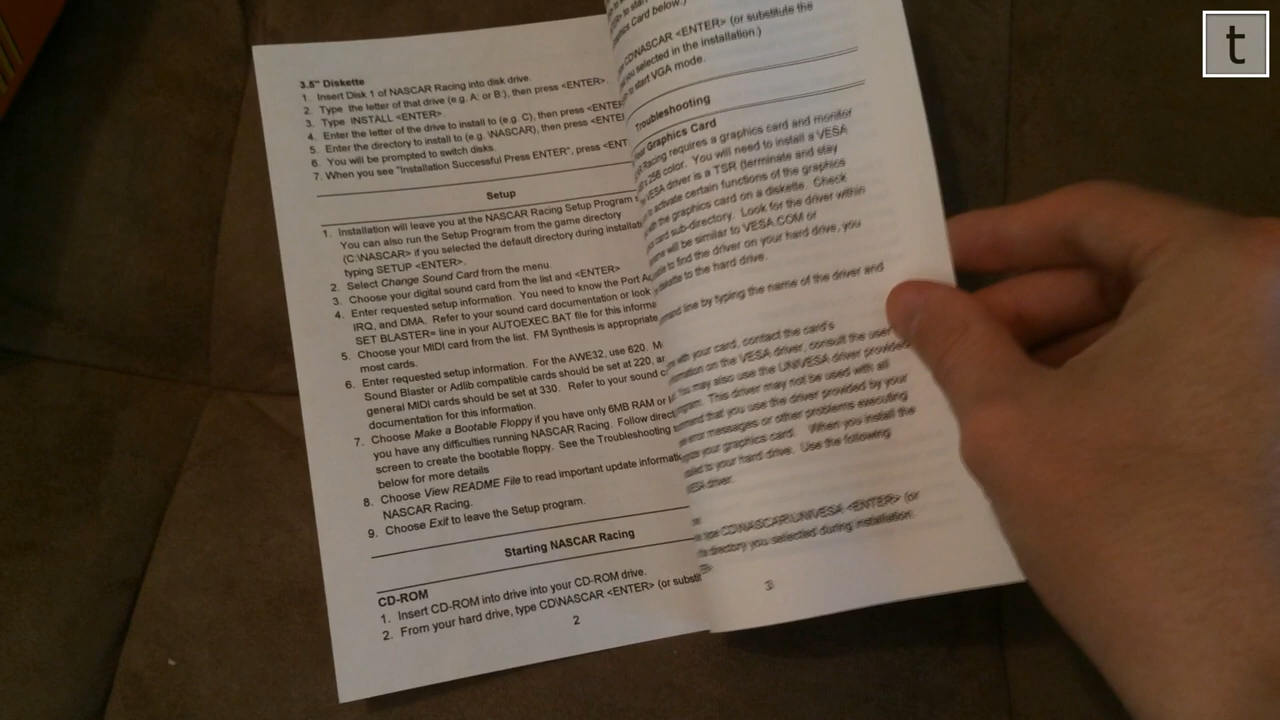 3.5" Diskette
1. Insert Disk 1 of NASCAR Racing into disk drive.
2. Type the letter of that drive (e.g. A: or B:), then press <ENTER>.
3. Type INSTALL <ENTER>.
4. Enter the letter of the drive to install to (e.g. C), then press <ENTE
5. Enter the directory to install to (e.g. \NASCAR), then press <ENTE
6. You will be prompted to switch disks.
7. When you see "Installation Successful Press ENTER", press <ENT
Setup
1. Installation will leave you at the NASCAR Racing Setup Program
You can also run the Setup Program from the game directory
(C:\NASCAR> if you selected the default directory during installati
typing SETUP <ENTER>.
2. Select Change Sound Card from the menu.
3. Choose your digital sound card from the list and <ENTER>
4. Enter requested setup information. You need to know the Port A
IRQ, and DMA. Refer to your sound card documentation or look
SET BLASTER= line in your AUTOEXEC BAT file for this informa
5. Choose your MIDI card from the list. FM Synthesis is appropriate
most cards.
6. Enter requested setup information. For the AWE32, use 620. M
Sound Blaster or Adlib compatible cards should be set at 220, an
general MIDI cards should be set at 330. Refer to your sound c
documentation for this information.
7. Choose Make a Bootable Floppy if you have only 6MB RAM or
you have any difficulties running NASCAR Racing. Follow direct
screen to create the bootable floppy. See the Troubleshooting
below for more details
8. Choose View README File to read important update informatio
NASCAR Racing.
9. Choose Exit to leave the Setup program.
Starting NASCAR Racing
CD-ROM
1. Insert CD-ROM into drive into your CD-ROM drive.
2. From your hard drive, type CD\NASCAR <ENTER> (or substit
2
to start
Card below.)
CD\NASCAR <ENTER> (or substitute the
you selected in the installation.)
to start VGA mode.
Troubleshooting
Graphics Card
Racing requires a graphics card and monitor
x 256 color. You will need to install a VESA
VESA driver is a TSR (terminate and stay
to activate certain functions of the graphics
with the graphics card on a diskette. Check
card sub-directory. Look for the driver within
name will be similar to VESA.COM or
to find the driver on your hard drive, you
diskette to the hard drive.
line by typing the name of the driver and
with your card, contact the card's
on the VESA driver, consult the user
You may also use the UNIVESA driver provided
This driver may not be used with all
that you use the driver provided by your
error messages or other problems executing
your graphics card. When you install the
to your hard drive. Use the following
VESA driver.
type CD\NASCAR\UNIVESA <ENTER> (or
directory you selected during installation.
3
t